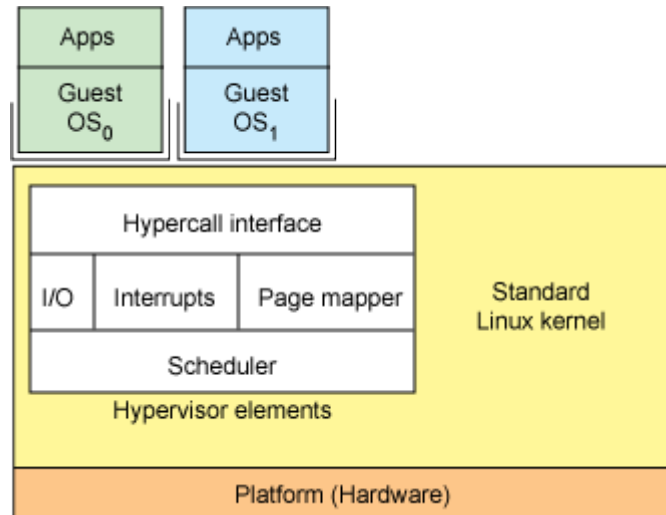 Apps
Guest
OS0
Apps
Guest
OS1
Hypercall interface
I/O
Interrupts
Page mapper
Scheduler
Hypervisor elements
Standard
Linux kernel
Platform (Hardware)